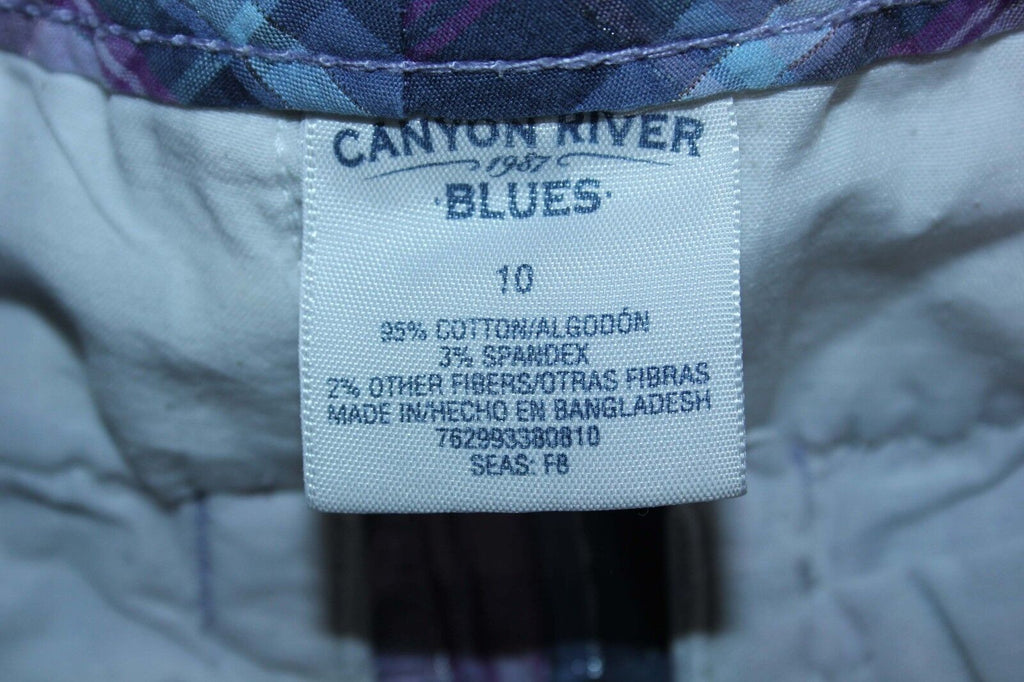 CANYON RIVER
1987
·BLUES·
10
95% COTTON/ALGODÓN
3% SPANDEX
2% OTHER FIBERS/OTRAS FIBRAS
MADE IN/HECHO EN BANGLADESH
762993380810
SEAS: F8